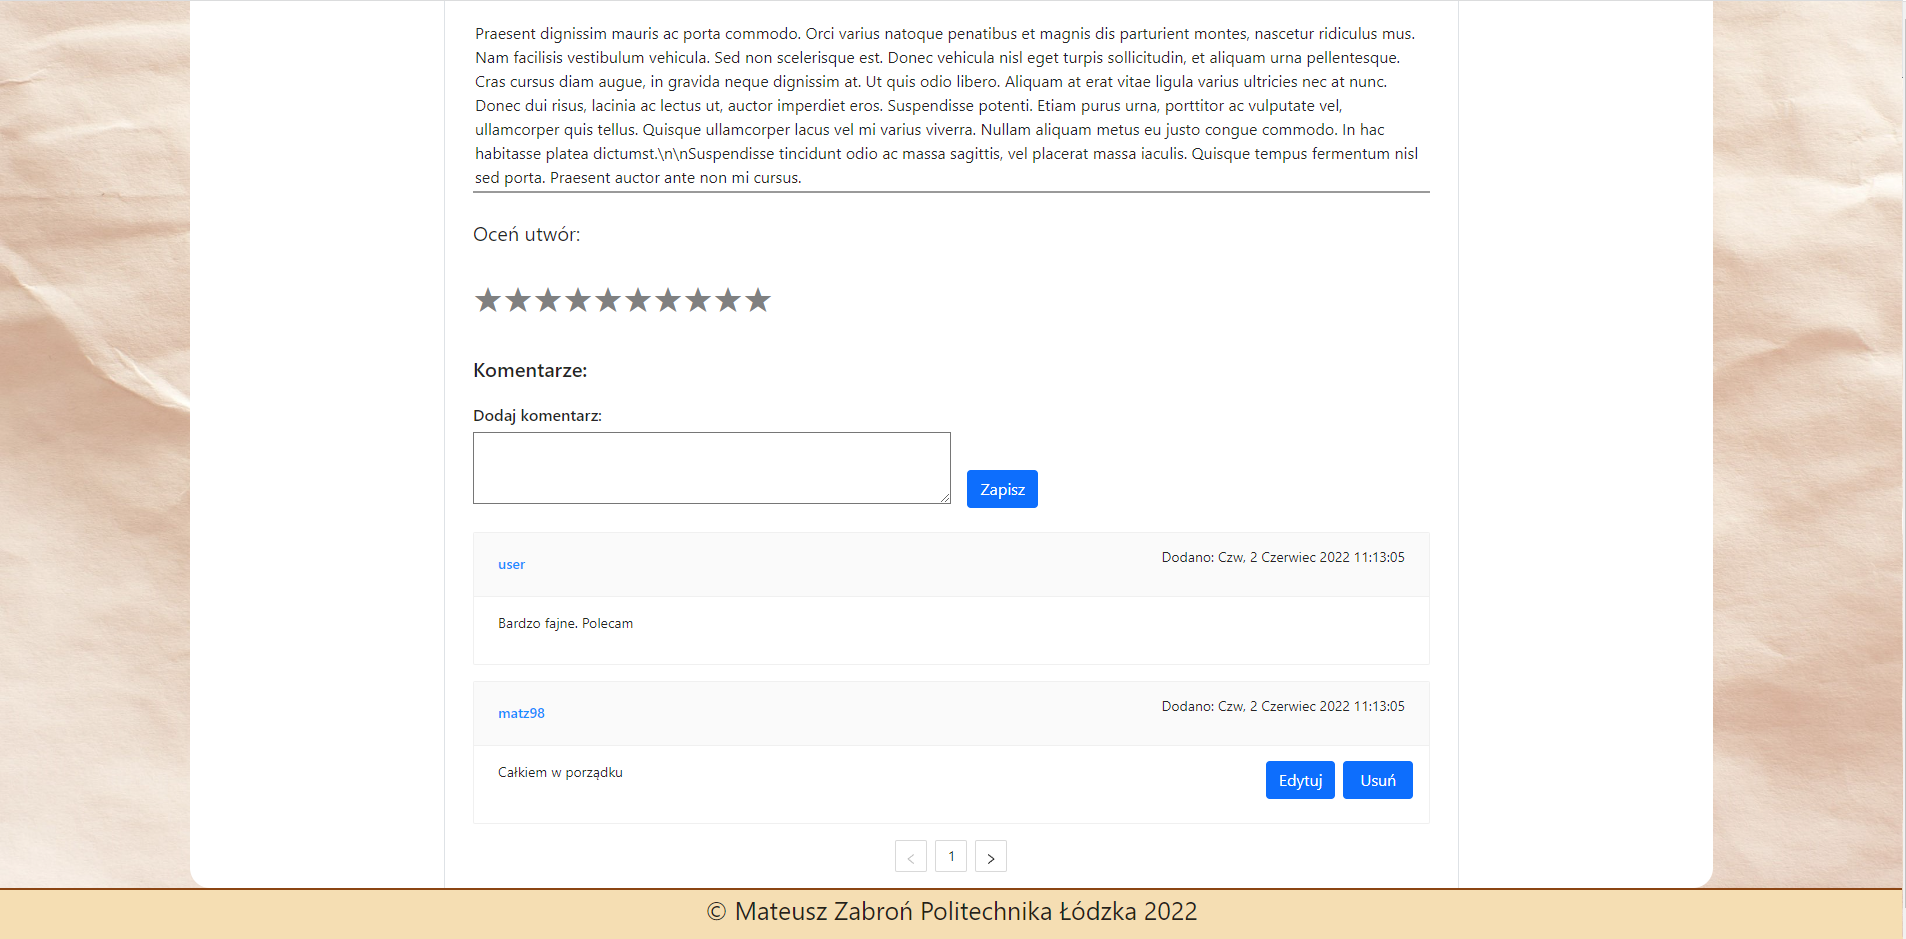 Praesent dignissim mauris ac porta commodo. Orci varius natoque penatibus et magnis dis parturient montes, nascetur ridiculus mus.
Nam facilisis vestibulum vehicula. Sed non scelerisque est. Donec vehicula nisl eget turpis sollicitudin, et aliquam urna pellentesque.
Cras cursus diam augue, in gravida neque dignissim at. Ut quis odio libero. Aliquam at erat vitae ligula varius ultricies nec at nunc.
Donec dui risus, lacinia ac lectus ut, auctor imperdiet eros. Suspendisse potenti. Etiam purus urna, porttitor ac vulputate vel,
ullamcorper quis tellus. Quisque ullamcorper lacus vel mi varius viverra. Nullam aliquam metus eu justo congue commodo. In hac
habitasse platea dictumst.\n\nSuspendisse tincidunt odio ac massa sagittis, vel placerat massa iaculis. Quisque tempus fermentum nisl
sed porta. Praesent auctor ante non mi cursus.
Oceń utwór:
★★★★★★★★★★
Komentarze:
Dodaj komentarz:
Zapisz
user
Dodano: Czw, 2 Czerwiec 2022 11:13:05
Bardzo fajne. Polecam
matz98
Dodano: Czw, 2 Czerwiec 2022 11:13:05
Całkiem w porządku
Edytuj Usuń
< 1 >
© Mateusz Zabroń Politechnika Łódzka 2022